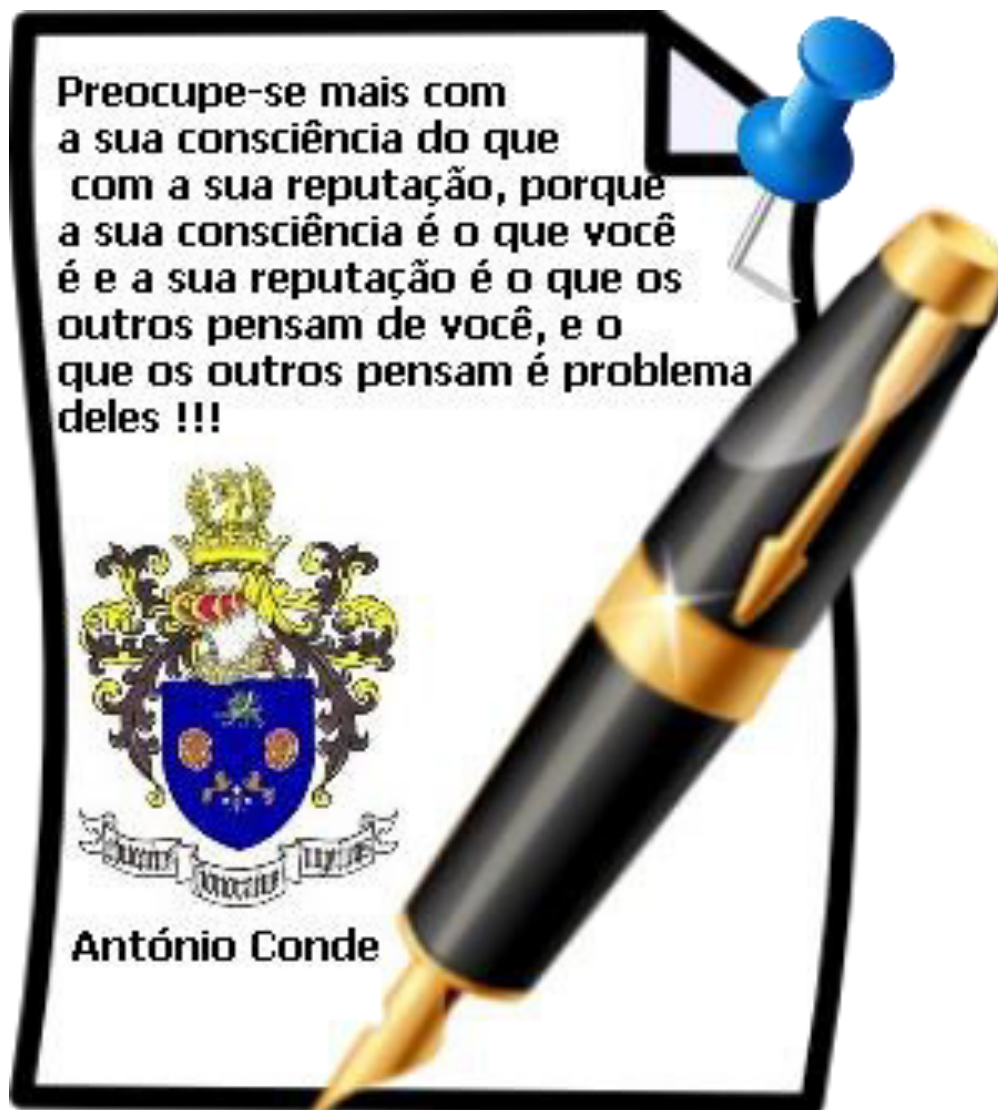 Preocupe-se mais com
a sua consciência do que
com a sua reputação, porque
a sua consciência é o que você
é e a sua reputação é o que os
outros pensam de você, e o
que os outros pensam é problema
deles !!!
António Conde